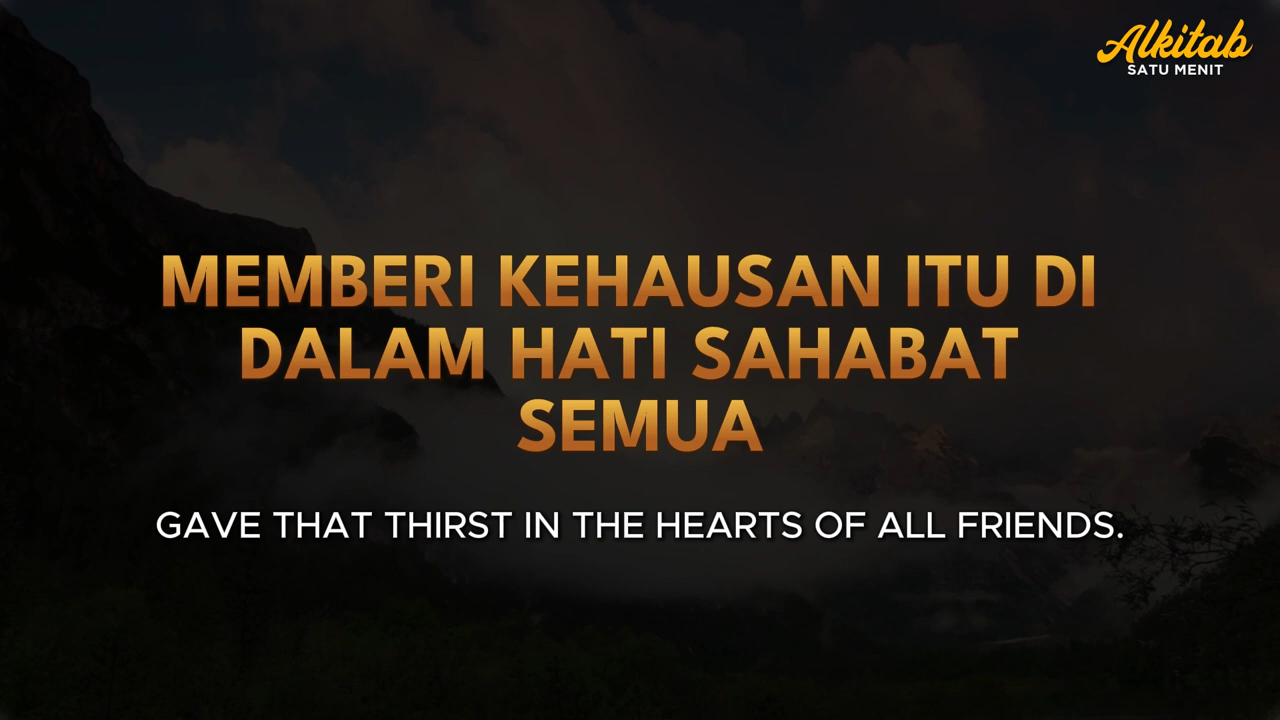 Alkitab
SATU MENIT
MEMBERI KEHAUSAN ITU DI
DALAM HATI SAHABAT
SEMUA
GAVE THAT THIRST IN THE HEARTS OF ALL FRIENDS.